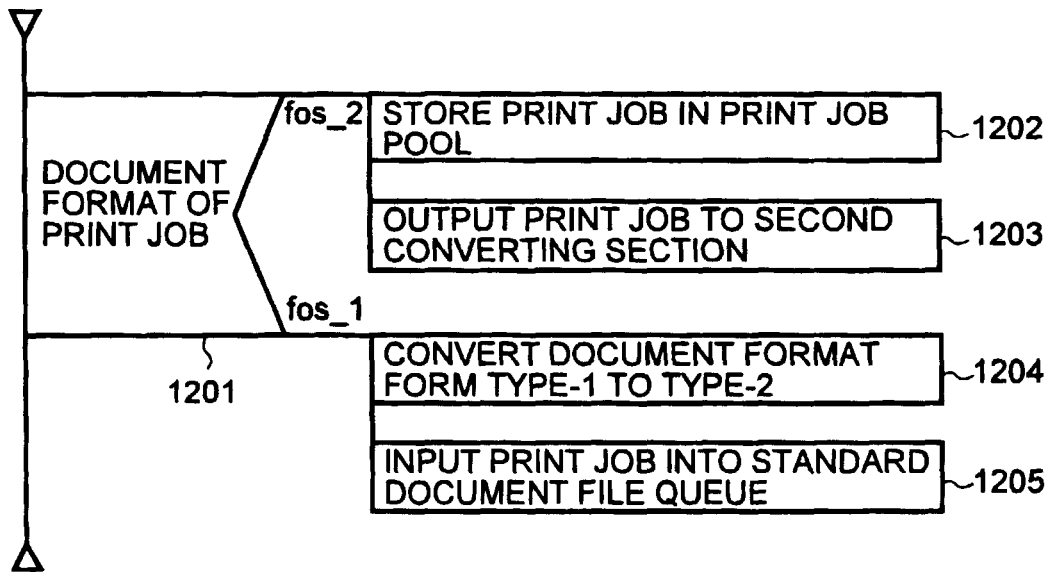 fos_2
STORE PRINT JOB IN PRINT JOB
POOL
1202
DOCUMENT
FORMAT OF
PRINT JOB
OUTPUT PRINT JOB TO SECOND
CONVERTING SECTION
1203
fos_1
1201
CONVERT DOCUMENT FORMAT
FORM TYPE-1 TO TYPE-2
1204
INPUT PRINT JOB INTO STANDARD
DOCUMENT FILE QUEUE
1205